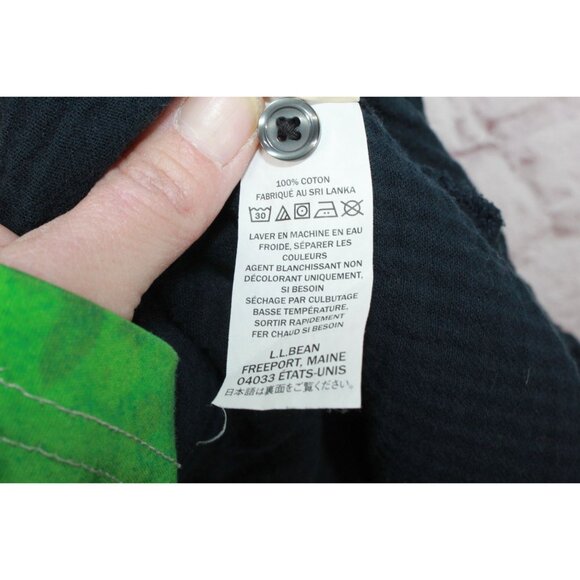 100% COTON
FABRIQUÉ AU SRI LANKA
30
LAVER EN MACHINE EN EAU
FROIDE, SÉPARER LES
COULEURS
AGENT BLANCHISSANT NON
DÉCOLORANT UNIQUEMENT,
SI BESOIN
SÉCHAGE PAR CULBUTAGE
BASSE TEMPÉRATURE.
SORTIR RAPIDEMENT
FER CHAUD SI BESOIN
L.L.BEAN
FREEPORT, MAINE
04033 ÉTATS-UNIS
日本語は裏面をご覧ください。